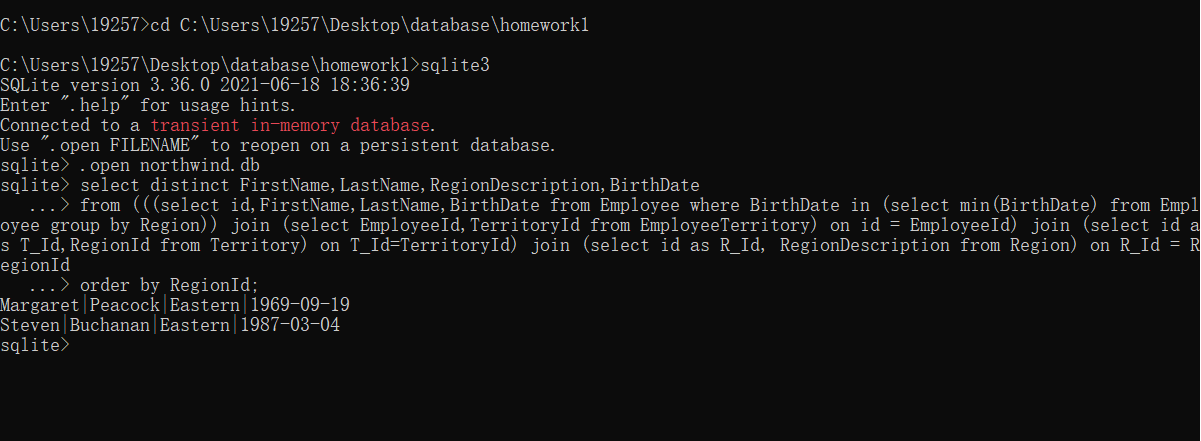 C:\Users\19257>cd C:\Users\19257\Desktop\database\homework1
C:\Users\19257\Desktop\database\homework1>sqlite3
SQLite version 3.36.0 2021-06-18 18:36:39
Enter ".help" for usage hints.
Connected to a transient in-memory database.
Use ".open FILENAME" to reopen on a persistent database.
sqlite> .open northwind.db
sqlite> select distinct FirstName,LastName,RegionDescription,BirthDate
   ...> from (((select id,FirstName,LastName,BirthDate from Employee where BirthDate in (select min(BirthDate) from Empl
oyee group by Region)) join (select EmployeeId,TerritoryId from EmployeeTerritory) on id = EmployeeId) join (select id a
s T_Id,RegionId from Territory) on T_Id=TerritoryId) join (select id as R_Id, RegionDescription from Region) on R_Id = R
egionId
   ...> order by RegionId;
Margaret|Peacock|Eastern|1969-09-19
Steven|Buchanan|Eastern|1987-03-04
sqlite>